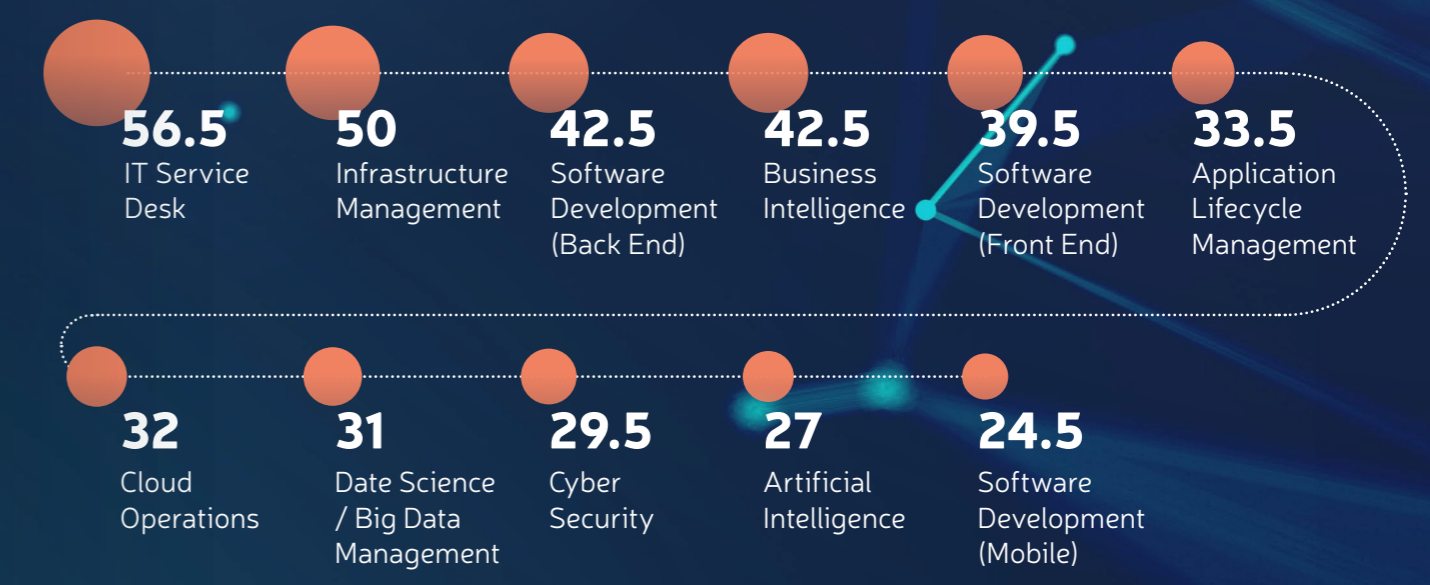 56.5
IT Service
Desk
50
Infrastructure
Management
42.5
Software
Development
(Back End)
42.5
Business
Intelligence
39.5
Software
Development
(Front End)
33.5
Application
Lifecycle
Management
32
Cloud
Operations
31
Date Science
/ Big Data
Management
29.5
Cyber
Security
27
Artificial
Intelligence
24.5
Software
Development
(Mobile)